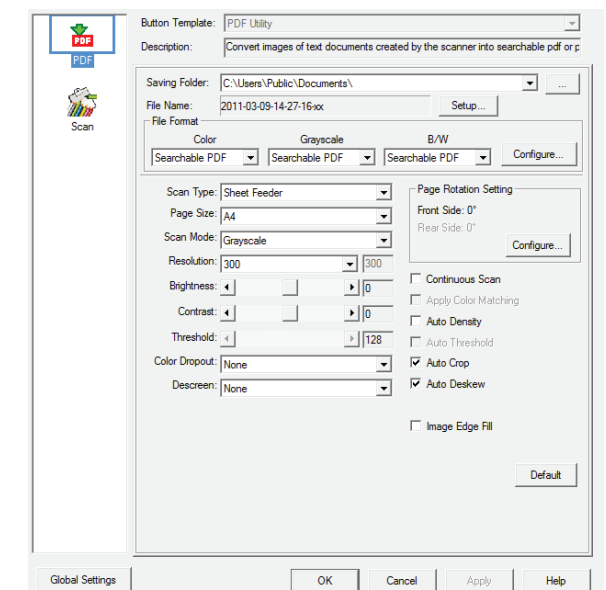 Button Template: PDF Utility
PDF
PDF
Description: Convert images of text documents created by the scanner into searchable pdf or p
Saving Folder: C:\Users\Public\Documents\ ...
Scan
File Name: 2011-03-09-14-27-16-xx Setup...
File Format
Color Grayscale B/W
Searchable PDF Searchable PDF Searchable PDF Configure...
Scan Type: Sheet Feeder
Page Rotation Setting
Page Size: A4
Front Side: 0°
Rear Side: 0°
Scan Mode: Grayscale
Configure...
Resolution: 300 300
Continuous Scan
Brightness: 0
Apply Color Matching
Contrast: 0
Auto Density
Threshold: 128
Auto Threshold
Color Dropout: None
Auto Crop
Descreen: None
Auto Deskew
Image Edge Fill
Default
Global Settings OK Cancel Apply Help